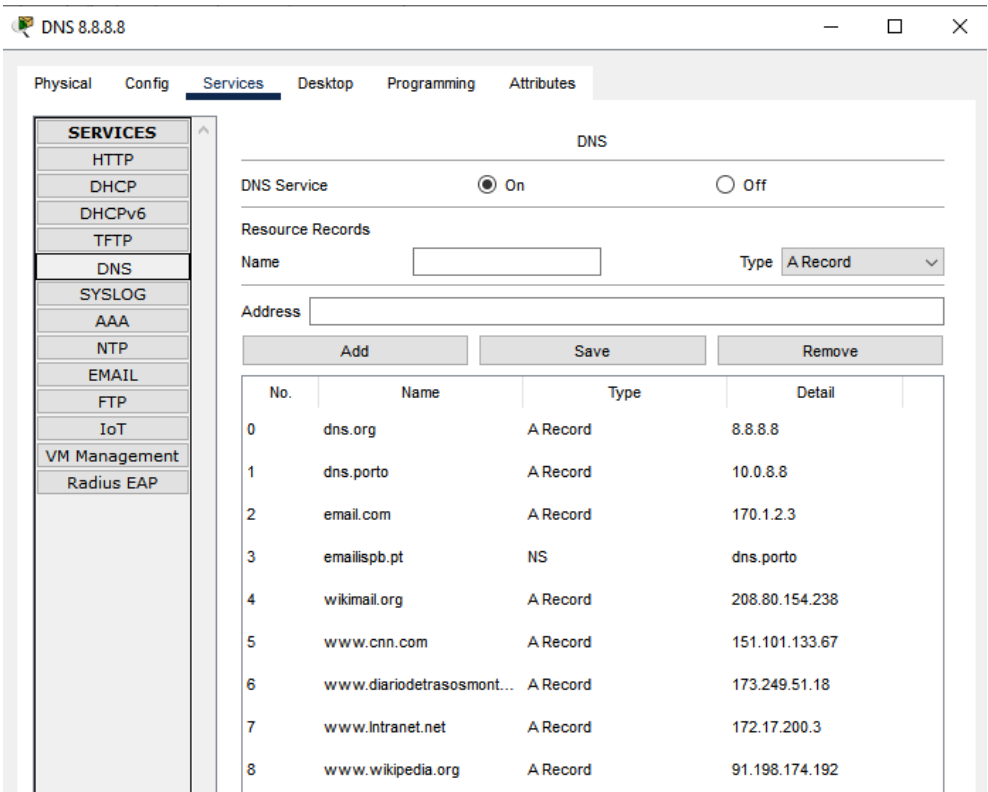 DNS 8.8.8.8
Physical Config Services Desktop Programming Attributes
SERVICES
HTTP
DHCP
DHCPv6
TFTP
DNS
SYSLOG
AAA
NTP
EMAIL
FTP
IoT
VM Management
Radius EAP
DNS
DNS Service On Off
Resource Records
Name Type A Record
Address
Add Save Remove
No. Name Type Detail
0 dns.org A Record 8.8.8.8
1 dns.porto A Record 10.0.8.8
2 email.com A Record 170.1.2.3
3 emailispb.pt NS dns.porto
4 wikimail.org A Record 208.80.154.238
5 www.cnn.com A Record 151.101.133.67
6 www.diariodetrasosmont... A Record 173.249.51.18
7 www.Intranet.net A Record 172.17.200.3
8 www.wikipedia.org A Record 91.198.174.192